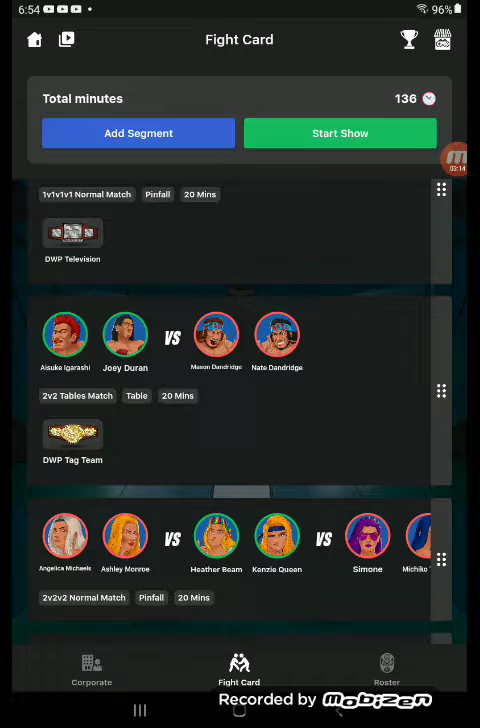 6:54 96%
Fight Card
Total minutes 136
Add Segment Start Show
03:14
1v1v1v1 Normal Match Pinfall 20 Mins
DWP Television
VS
Aisuke Igarashi Joey Duran Mason Dandridge Nate Dandridge
2v2 Tables Match Table 20 Mins
DWP Tag Team
VS VS
Angelica Michaels Ashley Monroe Heather Beam Kenzie Queen Simone Michiko
2v2v2 Normal Match Pinfall 20 Mins
Corporate Fight Card Roster
Recorded by Mobizen